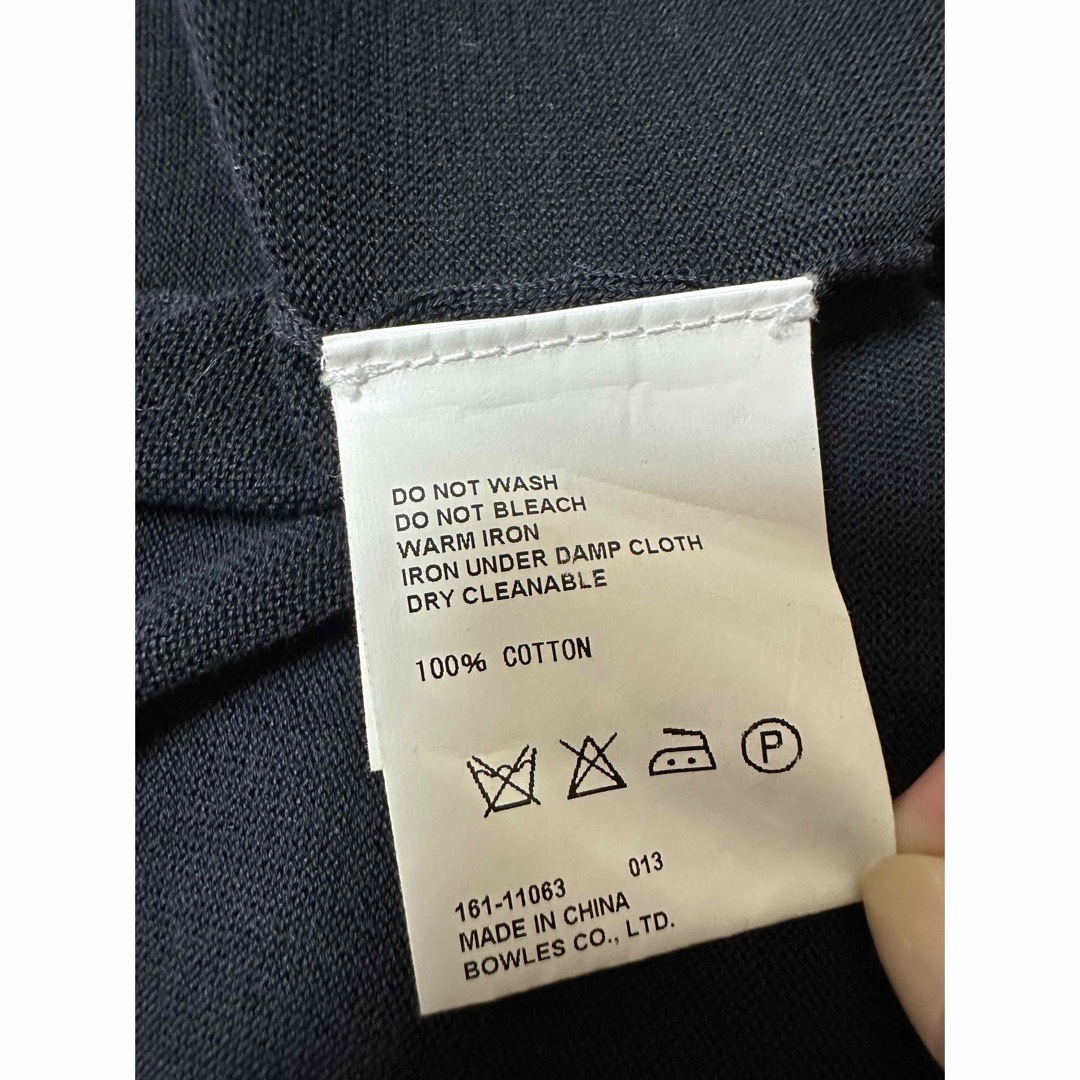 DO NOT WASH
DO NOT BLEACH
WARM IRON
IRON UNDER DAMP CLOTH
DRY CLEANABLE
100% COTTON
P
161-11063 013
MADE IN CHINA
BOWLES CO., LTD.